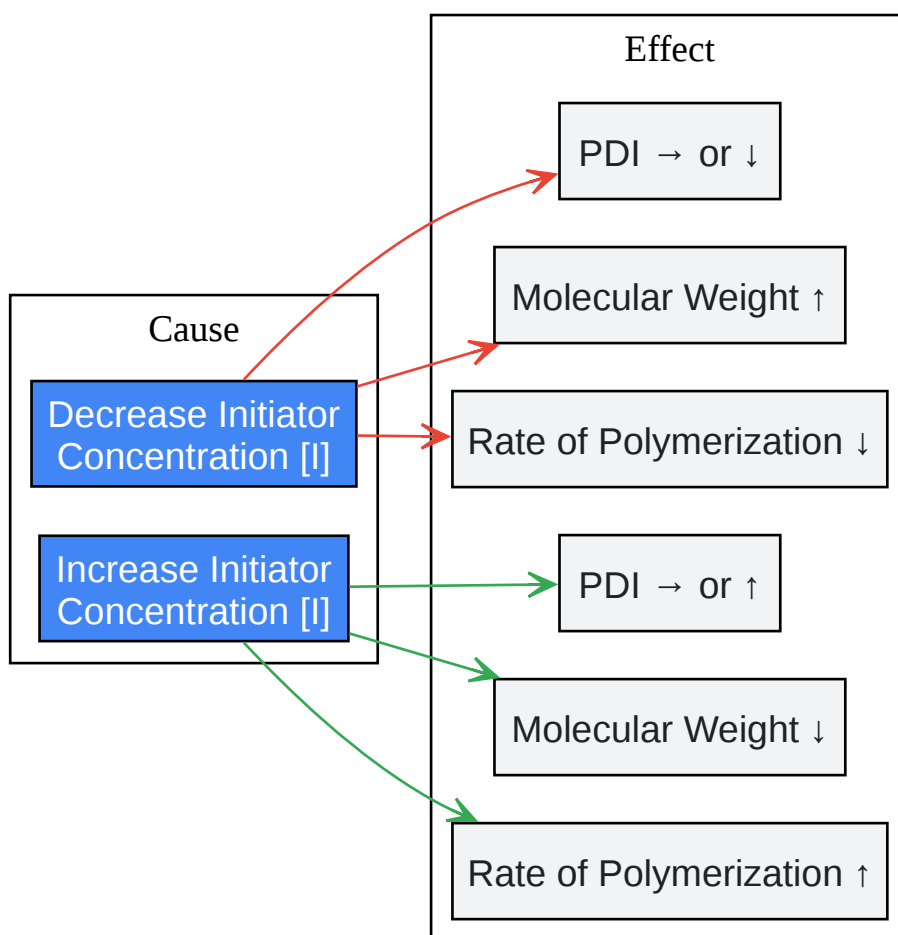 Effect
PDI → or ↓
Molecular Weight ↑
Cause
Decrease Initiator
Concentration [I]
Rate of Polymerization ↓
Increase Initiator
Concentration [I]
PDI → or ↑
Molecular Weight ↓
Rate of Polymerization ↑